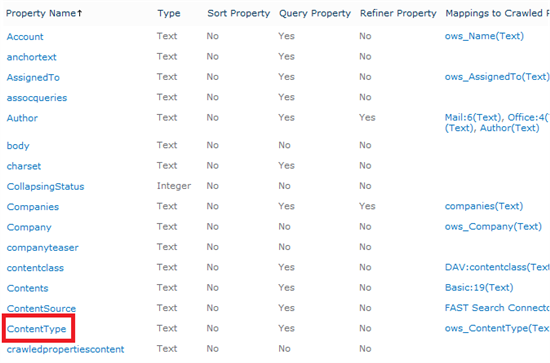 Property Name↑ Type Sort Property Query Property Refiner Property Mappings to Crawled P
Account Text No Yes No ows_Name(Text)
anchortext Text No Yes No
AssignedTo Text No Yes No ows_AssignedTo(Text)
assocqueries Text No Yes No
Author Text No Yes Yes Mail:6(Text), Office:4(
(Text), Author(Text)
body Text No No No
charset Text No Yes No
CollapsingStatus Integer No No No
Companies Text No Yes Yes companies(Text)
Company Text No Yes No ows_Company(Text)
companyteaser Text No No No
contentclass Text No Yes No DAV:contentclass(Text
Contents Text No Yes No Basic:19(Text)
ContentSource Text No Yes No FAST Search Connecto
ContentType Text No Yes No ows_ContentType(Text
crawledpropertiescontent Text No No No